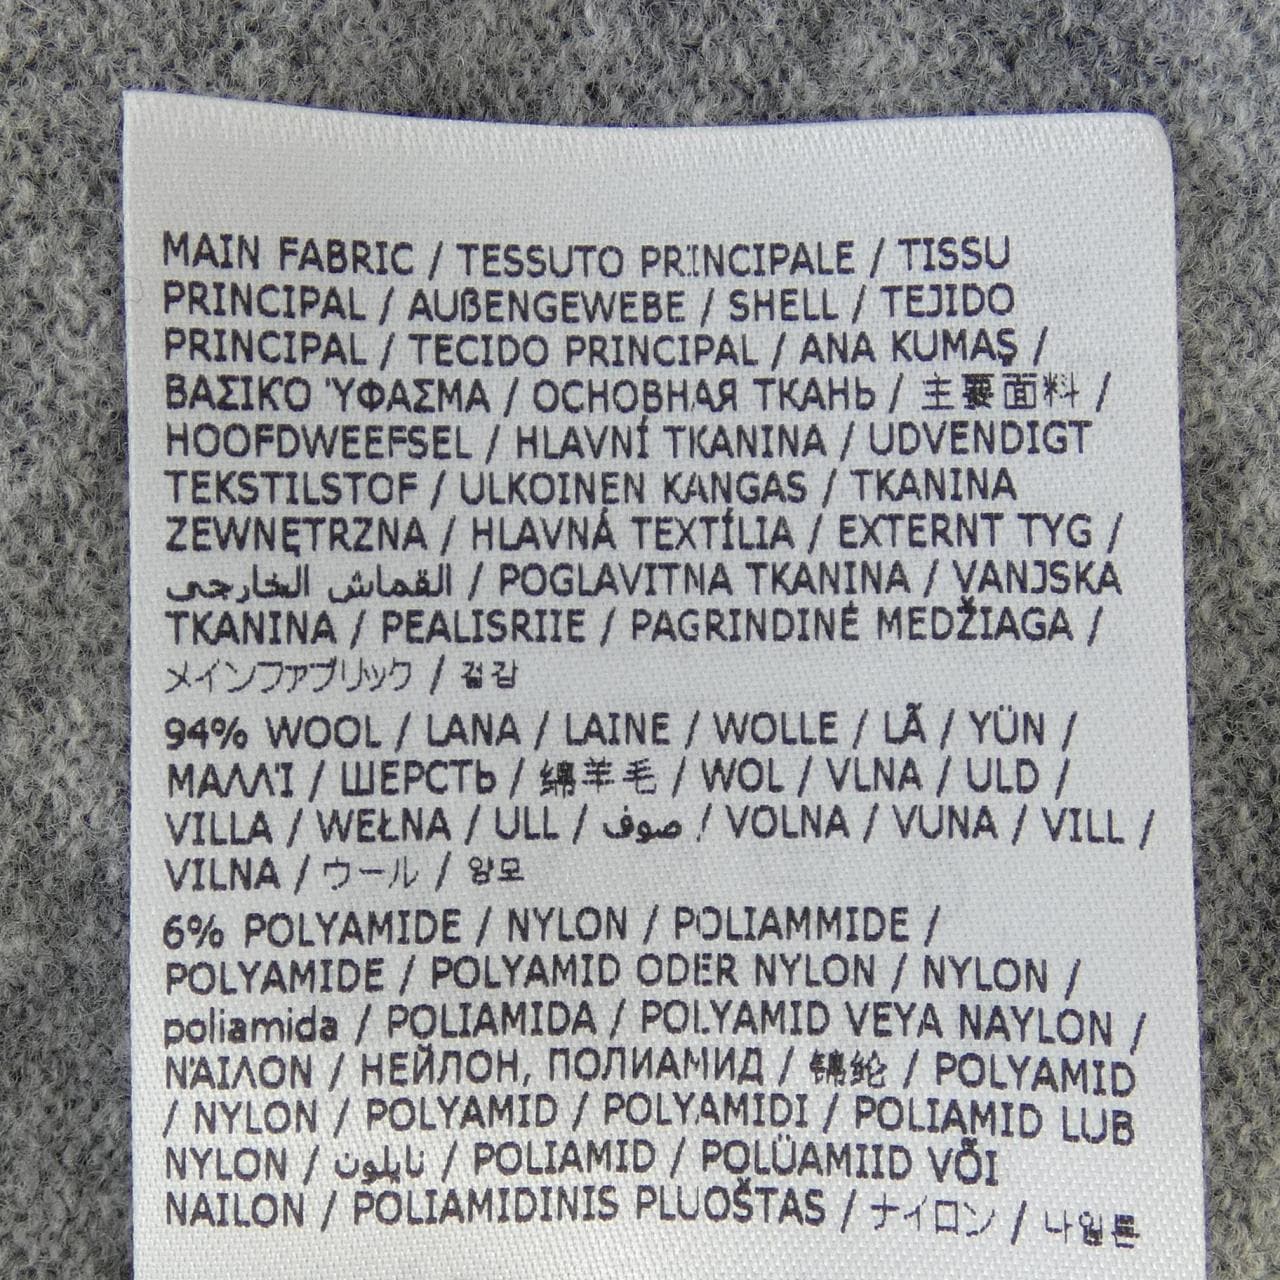 MAIN FABRIC / TESSUTO PRINCIPALE / TISSU
PRINCIPAL / AUßENGEWEBE / SHELL / TEJIDO
PRINCIPAL / TECIDO PRINCIPAL / ANA KUMAŞ /
ΒΑΣΙΚΟ ΎΦΑΣΜΑ / ОСНОВНАЯ ТКАНЬ / 主要面料 /
HOOFDWEEFSEL / HLAVNÍ TKANINA / UDVENDIGT
TEKSTILSTOF / ULKOINEN KANGAS / TKANINA
ZEWNĘTRZNA / HLAVNÁ TEXTÍLIA / EXTERNT TYG /
القماش الخارجي / POGLAVITNA TKANINA / VANJSKA
TKANINA / PEALISRIIE / PAGRINDINĖ MEDŽIAGA /
メインファブリック / 겉감
94% WOOL / LANA / LAINE / WOLLE / LÃ / YÜN /
ΜΑΛΛΊ / ШЕРСТЬ / 绵羊毛 / WOL / VLNA / ULD /
VILLA / WEŁNA / ULL / صوف / VOLNA / VUNA / VILL /
VILNA / ウール / 양모
6% POLYAMIDE / NYLON / POLIAMMIDE /
POLYAMIDE / POLYAMID ODER NYLON / NYLON /
poliamida / POLIAMIDA / POLYAMID VEYA NAYLON /
ΝΆΙΛΟΝ / НЕЙЛОН, ПОЛИАМИД / 锦纶 / POLYAMID
/ NYLON / POLYAMID / POLYAMIDI / POLIAMID LUB
NYLON / نايلون / POLIAMID / POLÜAMIID VÕI
NAILON / POLIAMIDINIS PLUOŠTAS / ナイロン / 나일론